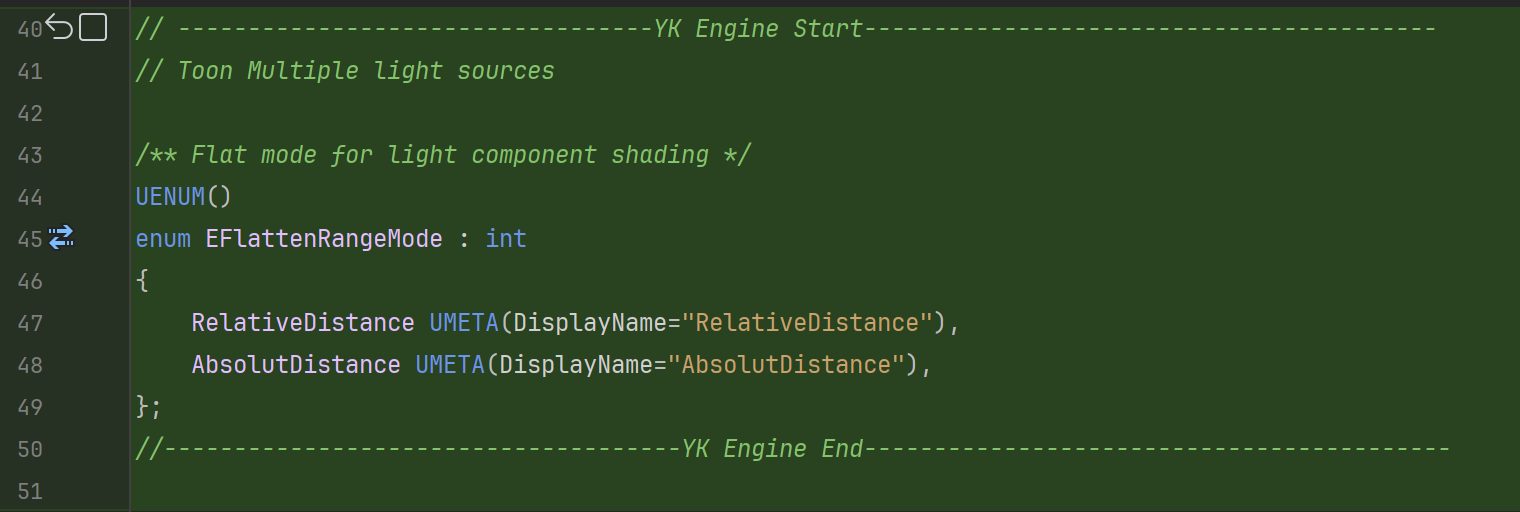 40 // ----------------------------------YK Engine Start-----------------------------------------
41 // Toon Multiple light sources
42
43 /** Flat mode for light component shading */
44 UENUM()
45 enum EFlattenRangeMode : int
46 {
47     RelativeDistance UMETA(DisplayName="RelativeDistance"),
48     AbsolutDistance UMETA(DisplayName="AbsolutDistance"),
49 };
50 //-------------------------------------YK Engine End------------------------------------------
51